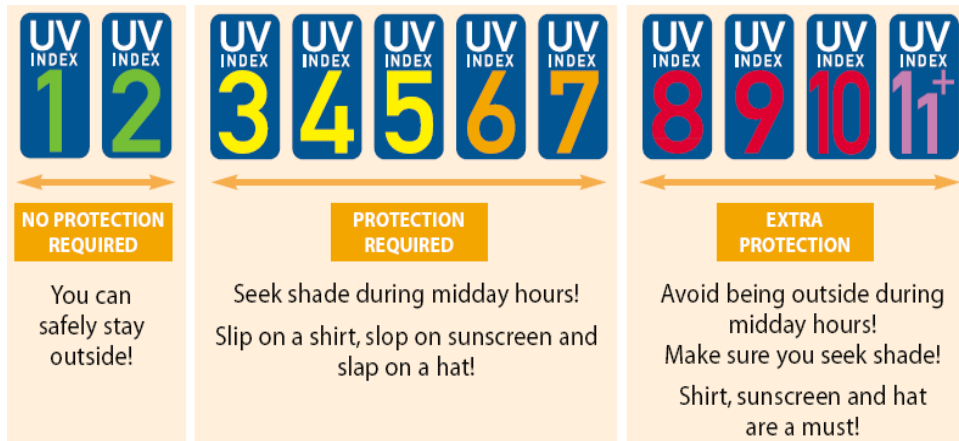 UV INDEX 1
UV INDEX 2
NO PROTECTION
REQUIRED
You can
safely stay
outside!
UV INDEX 3
UV INDEX 4
UV INDEX 5
UV INDEX 6
UV INDEX 7
PROTECTION
REQUIRED
Seek shade during midday hours!
Slip on a shirt, slop on sunscreen and
slap on a hat!
UV INDEX 8
UV INDEX 9
UV INDEX 10
UV INDEX 11+
EXTRA
PROTECTION
Avoid being outside during
midday hours!
Make sure you seek shade!
Shirt, sunscreen and hat
are a must!